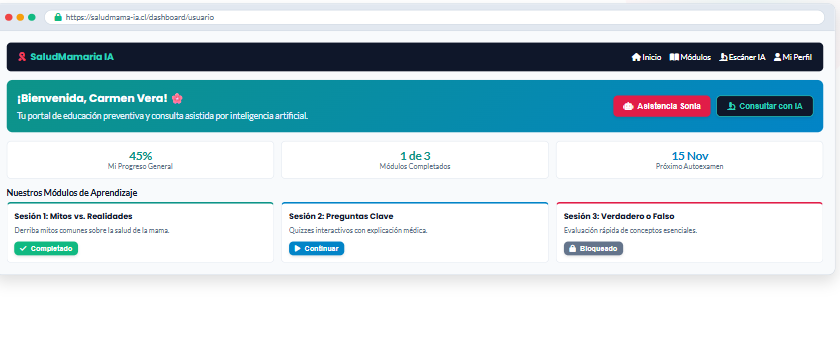 https://saludmama-ia.cl/dashboard/usuario
SaludMamaria IA
Inicio Módulos Escáner IA Mi Perfil
¡Bienvenida, Carmen Vera! 🌸
Tu portal de educación preventiva y consulta asistida por inteligencia artificial.
Asistencia Sonia Consultar con IA
45%
Mi Progreso General
1 de 3
Módulos Completados
15 Nov
Próximo Autoexamen
Nuestros Módulos de Aprendizaje
Sesión 1: Mitos vs. Realidades
Derriba mitos comunes sobre la salud de la mama.
Completado
Sesión 2: Preguntas Clave
Quizzes interactivos con explicación médica.
Continuar
Sesión 3: Verdadero o Falso
Evaluación rápida de conceptos esenciales.
Bloqueado